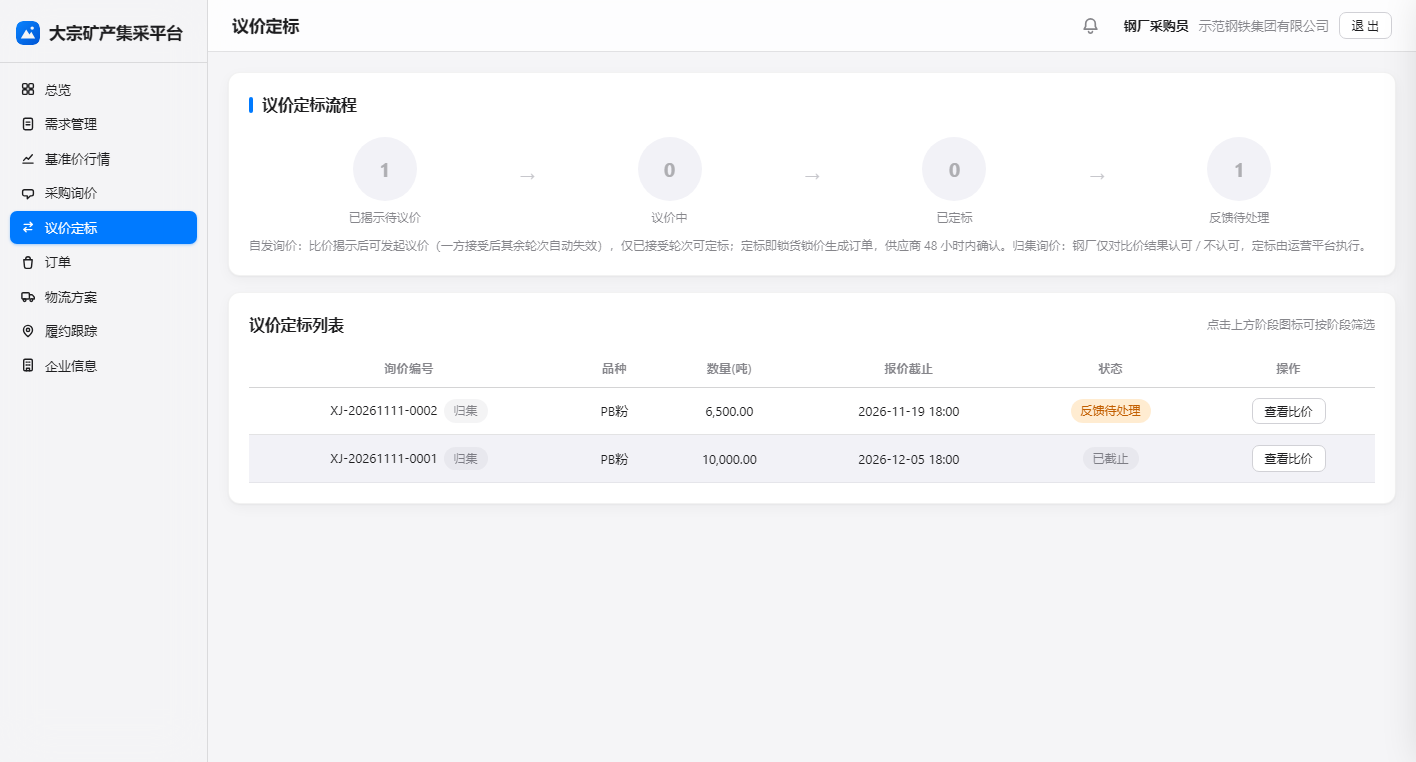 大宗矿产集采平台
总览
需求管理
基准价行情
采购询价
议价定标
订单
物流方案
履约跟踪
企业信息
议价定标
钢厂采购员 示范钢铁集团有限公司 退 出
议价定标流程
1 → 0 → 0 → 1
已揭示待议价 议价中 已定标 反馈待处理
自发询价：比价揭示后可发起议价（一方接受后其余轮次自动失效），仅已接受轮次可定标；定标即锁货锁价生成订单，供应商 48 小时内确认。归集询价：钢厂仅对比价结果认可 / 不认可，定标由运营平台执行。
议价定标列表 点击上方阶段图标可按阶段筛选
询价编号 品种 数量(吨) 报价截止 状态 操作
XJ-20261111-0002 归集 PB粉 6,500.00 2026-11-19 18:00 反馈待处理 查看比价
XJ-20261111-0001 归集 PB粉 10,000.00 2026-12-05 18:00 已截止 查看比价